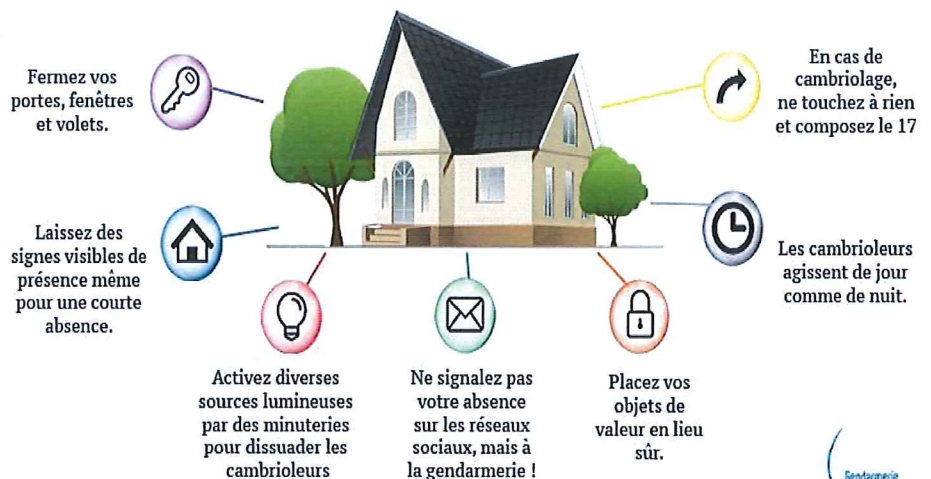 Fermez vos
portes, fenêtres
et volets.
Laissez des
signes visibles de
présence même
pour une courte
absence.
Activez diverses
sources lumineuses
par des minuteries
pour dissuader les
cambrioleurs
Ne signalez pas
votre absence
sur les réseaux
sociaux, mais à
la gendarmerie !
Placez vos
objets de
valeur en lieu
sûr.
Les cambrioleurs
agissent de jour
comme de nuit.
En cas de
cambriolage,
ne touchez à rien
et composez le 17
Gendarmerie